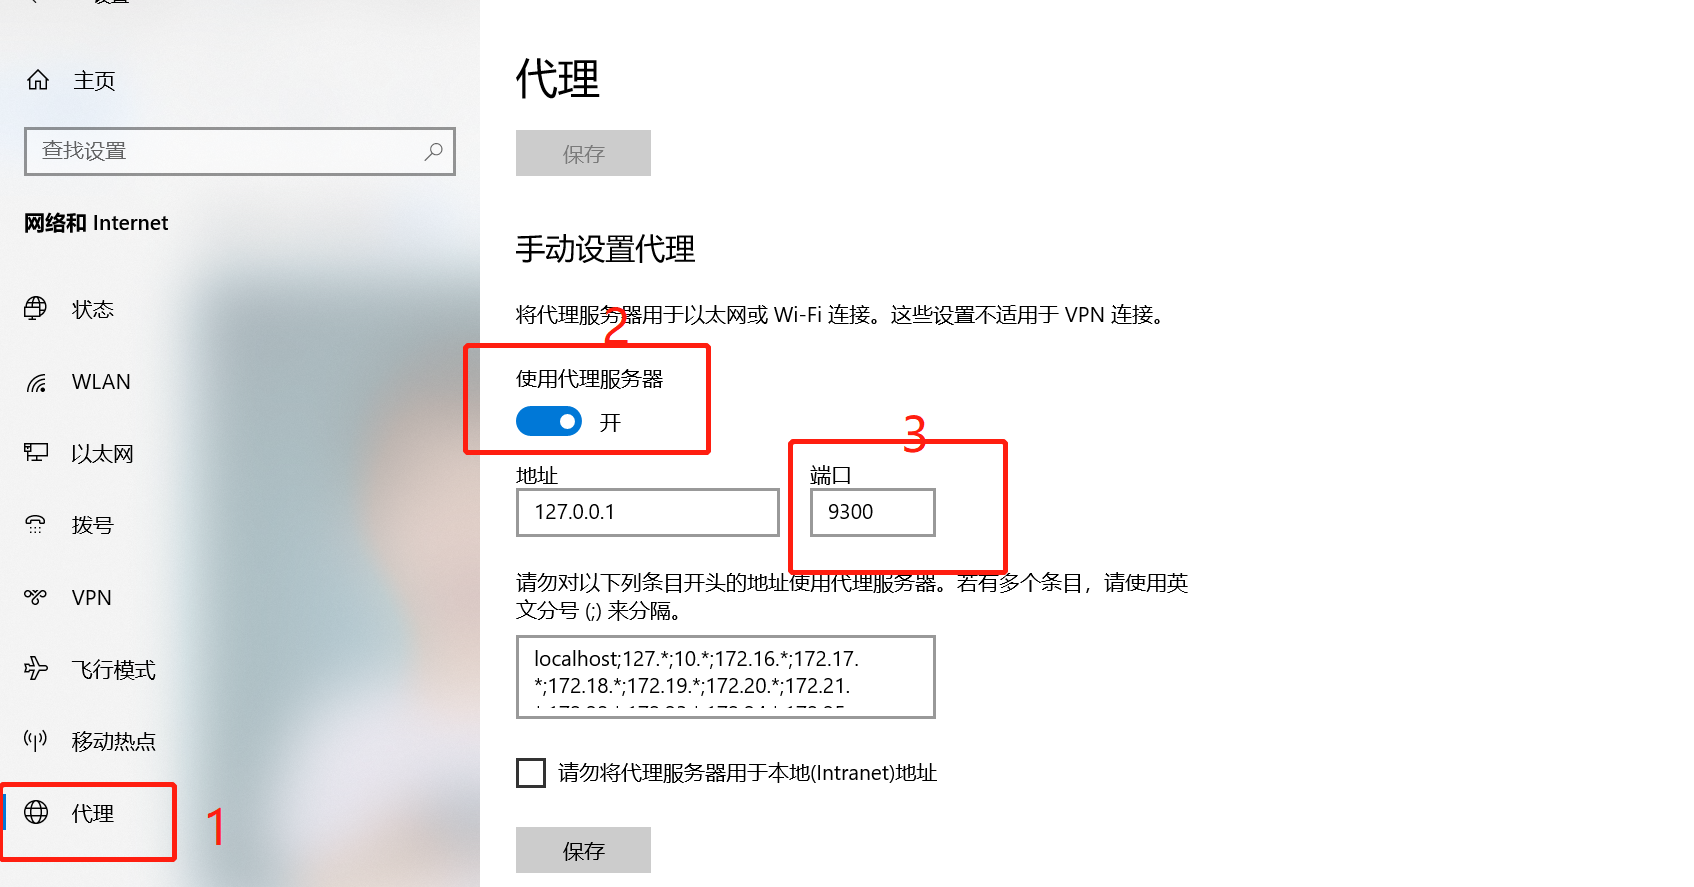 设置
主页
查找设置
网络和 Internet
状态
WLAN
以太网
拨号
VPN
飞行模式
移动热点
代理
1
代理
保存
手动设置代理
将代理服务器用于以太网或 Wi-Fi 连接。这些设置不适用于 VPN 连接。
2
使用代理服务器
开
3
地址
端口
127.0.0.1
9300
请勿对以下列条目开头的地址使用代理服务器。若有多个条目，请使用英
文分号 (;) 来分隔。
localhost;127.*;10.*;172.16.*;172.17.
*;172.18.*;172.19.*;172.20.*;172.21.
请勿将代理服务器用于本地(Intranet)地址
保存